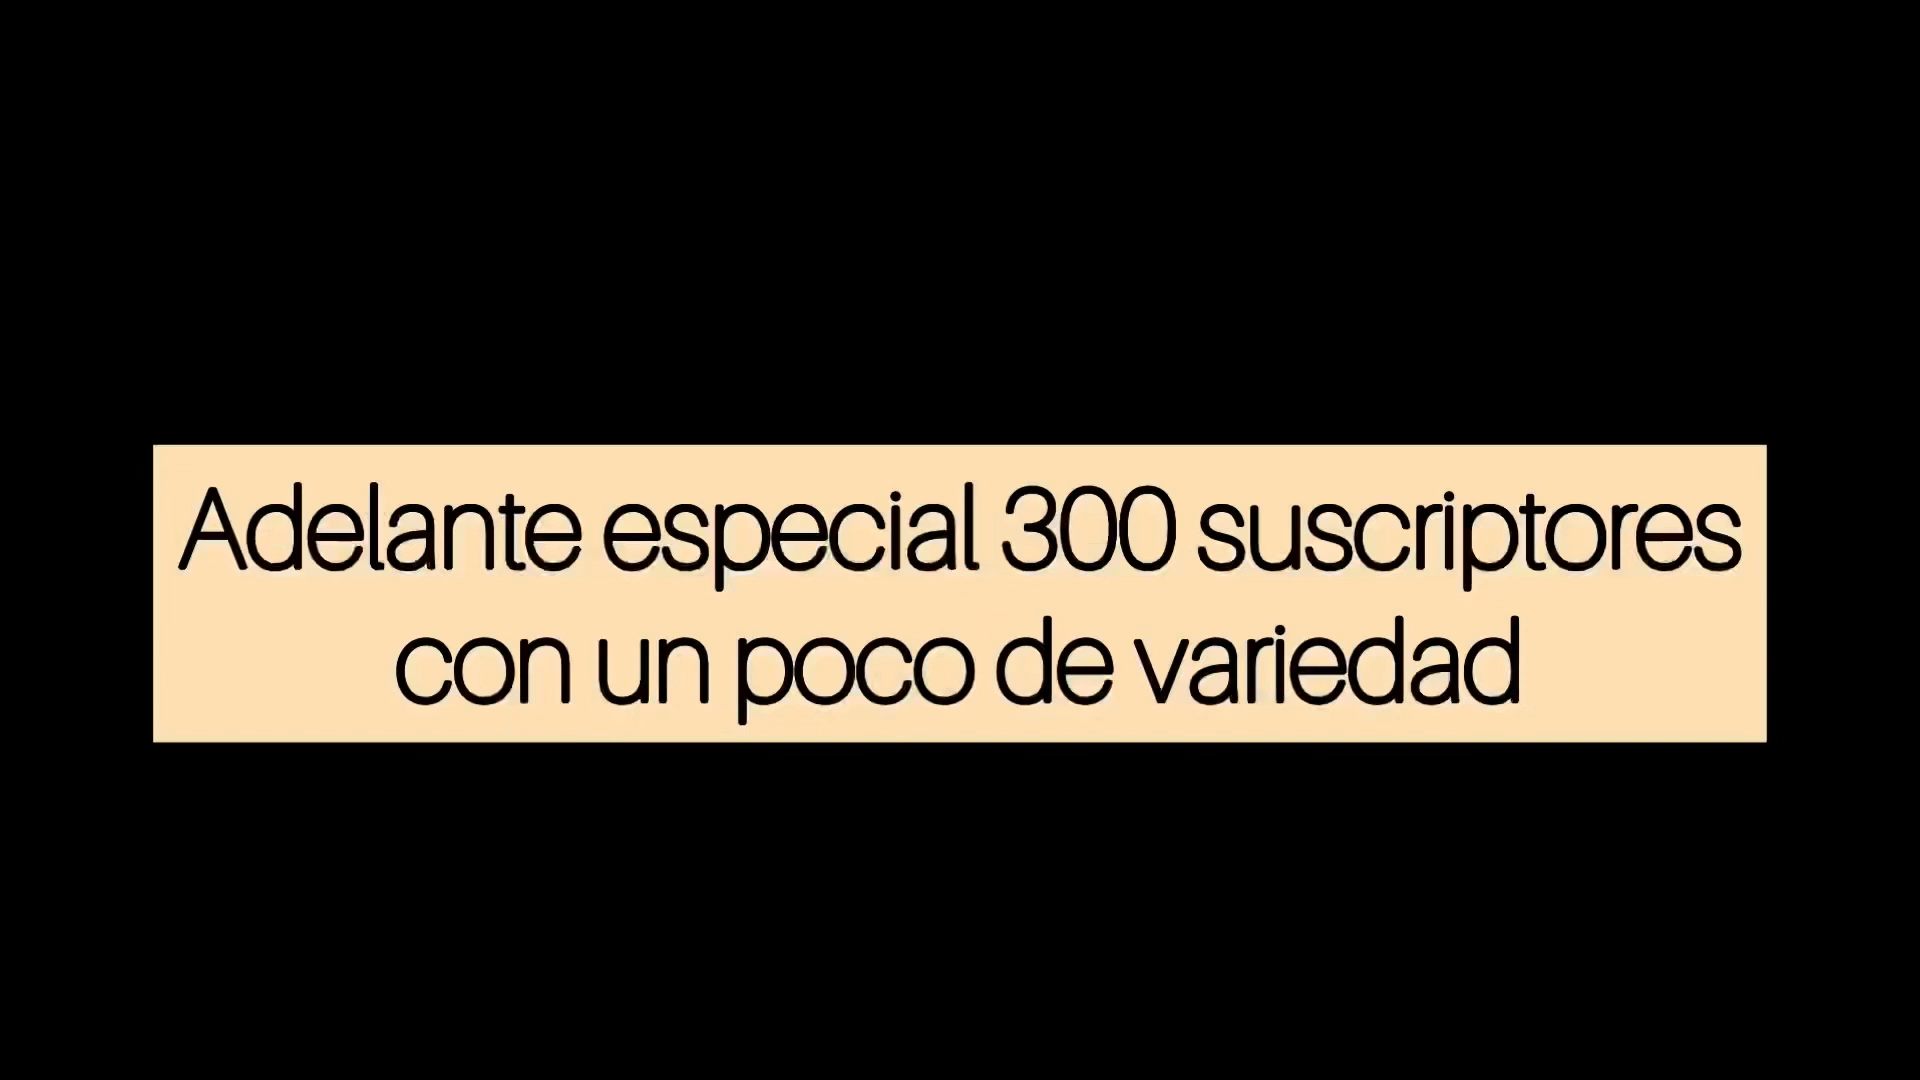 Adelante especial 300 suscriptores
con un poco de variedad